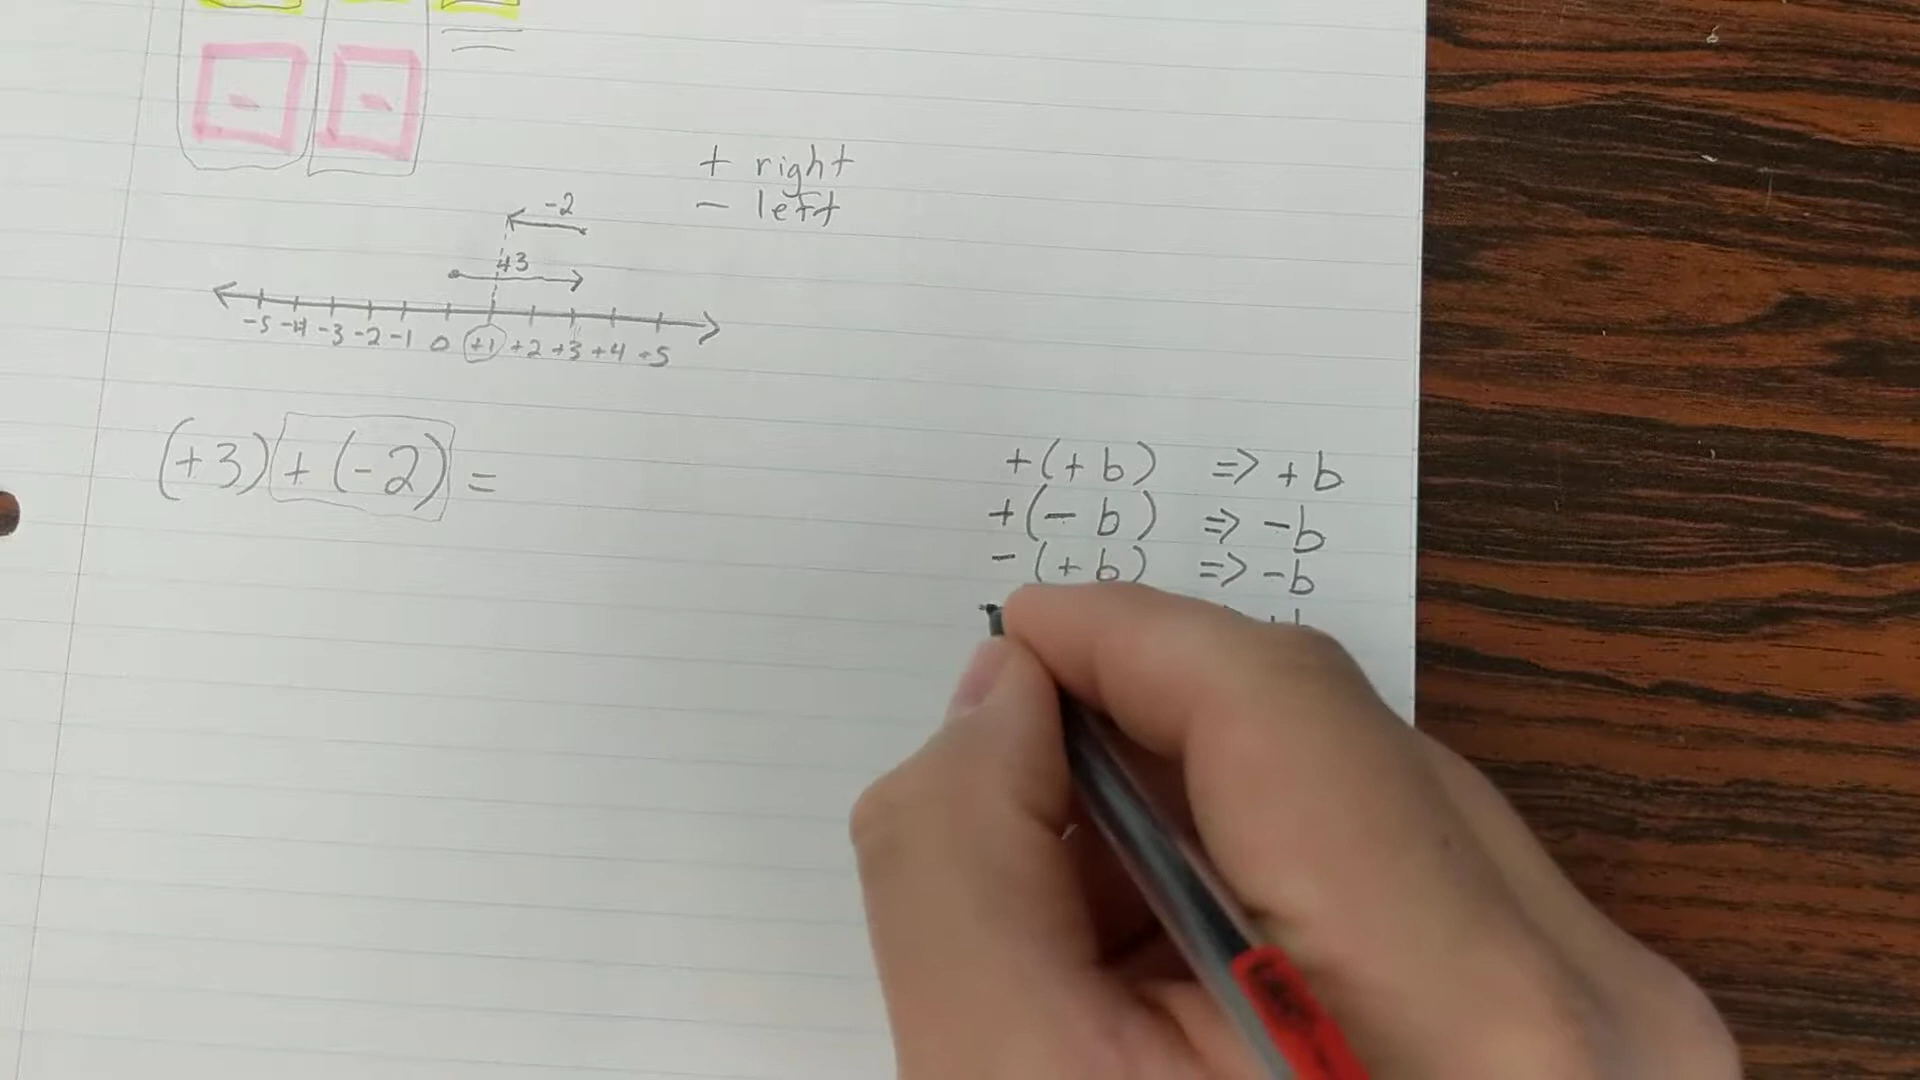 - -
+ right
- left
-2
+3
-5 -4 -3 -2 -1 0 +1 +2 +3 +4 +5
(+3) + (-2) =
+(+b) => +b
+(-b) => -b
-(+b) => -b
+b